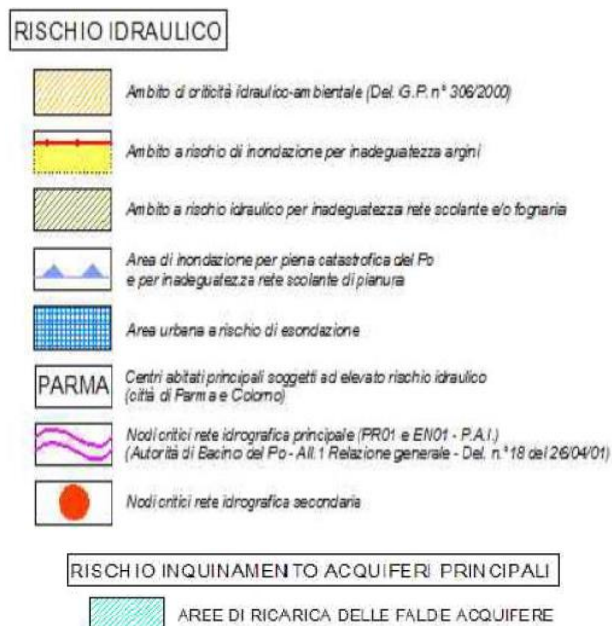 RISCHIO IDRAULICO
Ambito di criticità idraulico-ambientale (Del. G.P. n° 306/2000)
Ambito a rischio di inondazione per inadeguatezza argini
Ambito a rischio idraulico per inadeguatezza rete scolante e/o fognaria
Area di inondazione per piena catastrofica del Po
e per inadeguatezza rete scolante di pianura
Area urbana a rischio di esondazione
PARMA
Centri abitati principali soggetti ad elevato rischio idraulico
(città di Parma e Colorno)
Nodi critici rete idrografica principale (PR01 e EN01 - P.A.I.)
(Autorità di Bacino del Po - All.1 Relazione generale - Del. n.°18 del 26/04/01)
Nodi critici rete idrografica secondaria
RISCHIO INQUINAMENTO ACQUIFERI PRINCIPALI
AREE DI RICARICA DELLE FALDE ACQUIFERE